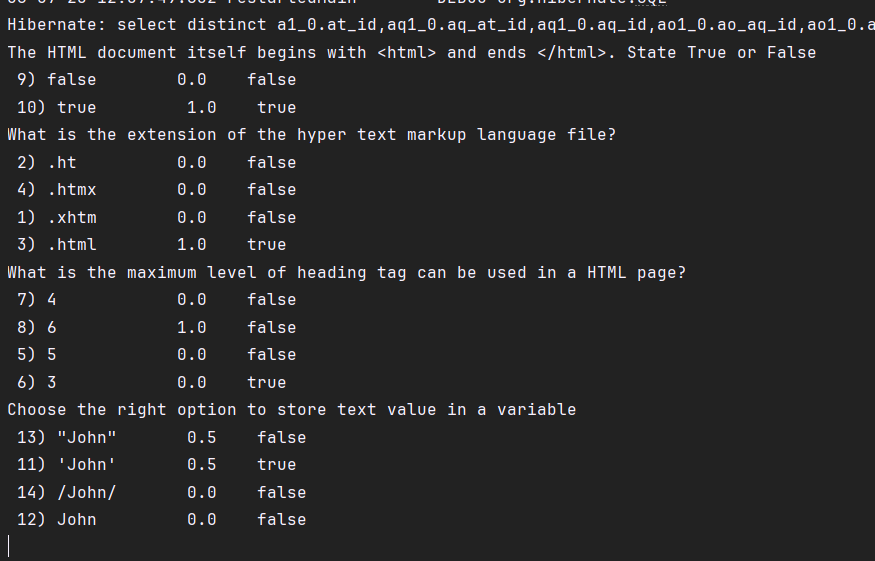 Hibernate: select distinct a1_0.at_id,aq1_0.aq_id,aq1_0.aq_id,ao1_0.ao_aq_id,ao1_0.a
The HTML document itself begins with <html> and ends </html>. State True or False
9) false 0.0 false
10) true 1.0 true
What is the extension of the hyper text markup language file?
2) .ht 0.0 false
4) .htmx 0.0 false
1) .xhtm 0.0 false
3) .html 1.0 true
What is the maximum level of heading tag can be used in a HTML page?
7) 4 0.0 false
8) 6 1.0 false
5) 5 0.0 false
6) 3 0.0 true
Choose the right option to store text value in a variable
13) "John" 0.5 false
11) 'John' 0.5 true
14) /John/ 0.0 false
12) John 0.0 false